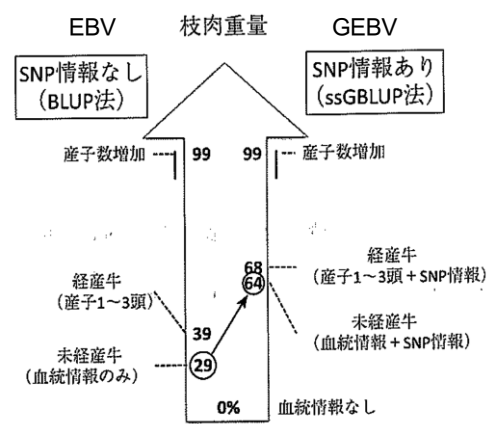 EBV
枝肉重量
GEBV
SNP情報なし
（BLUP法）
SNP情報あり
（ssGBLUP法）
産子数増加
99
99
産子数増加
経産牛
（産子1～3頭）
68
64
経産牛
（産子1～3頭＋SNP情報）
39
未経産牛
（血統情報＋SNP情報）
未経産牛
（血統情報のみ）
29
0%
血統情報なし